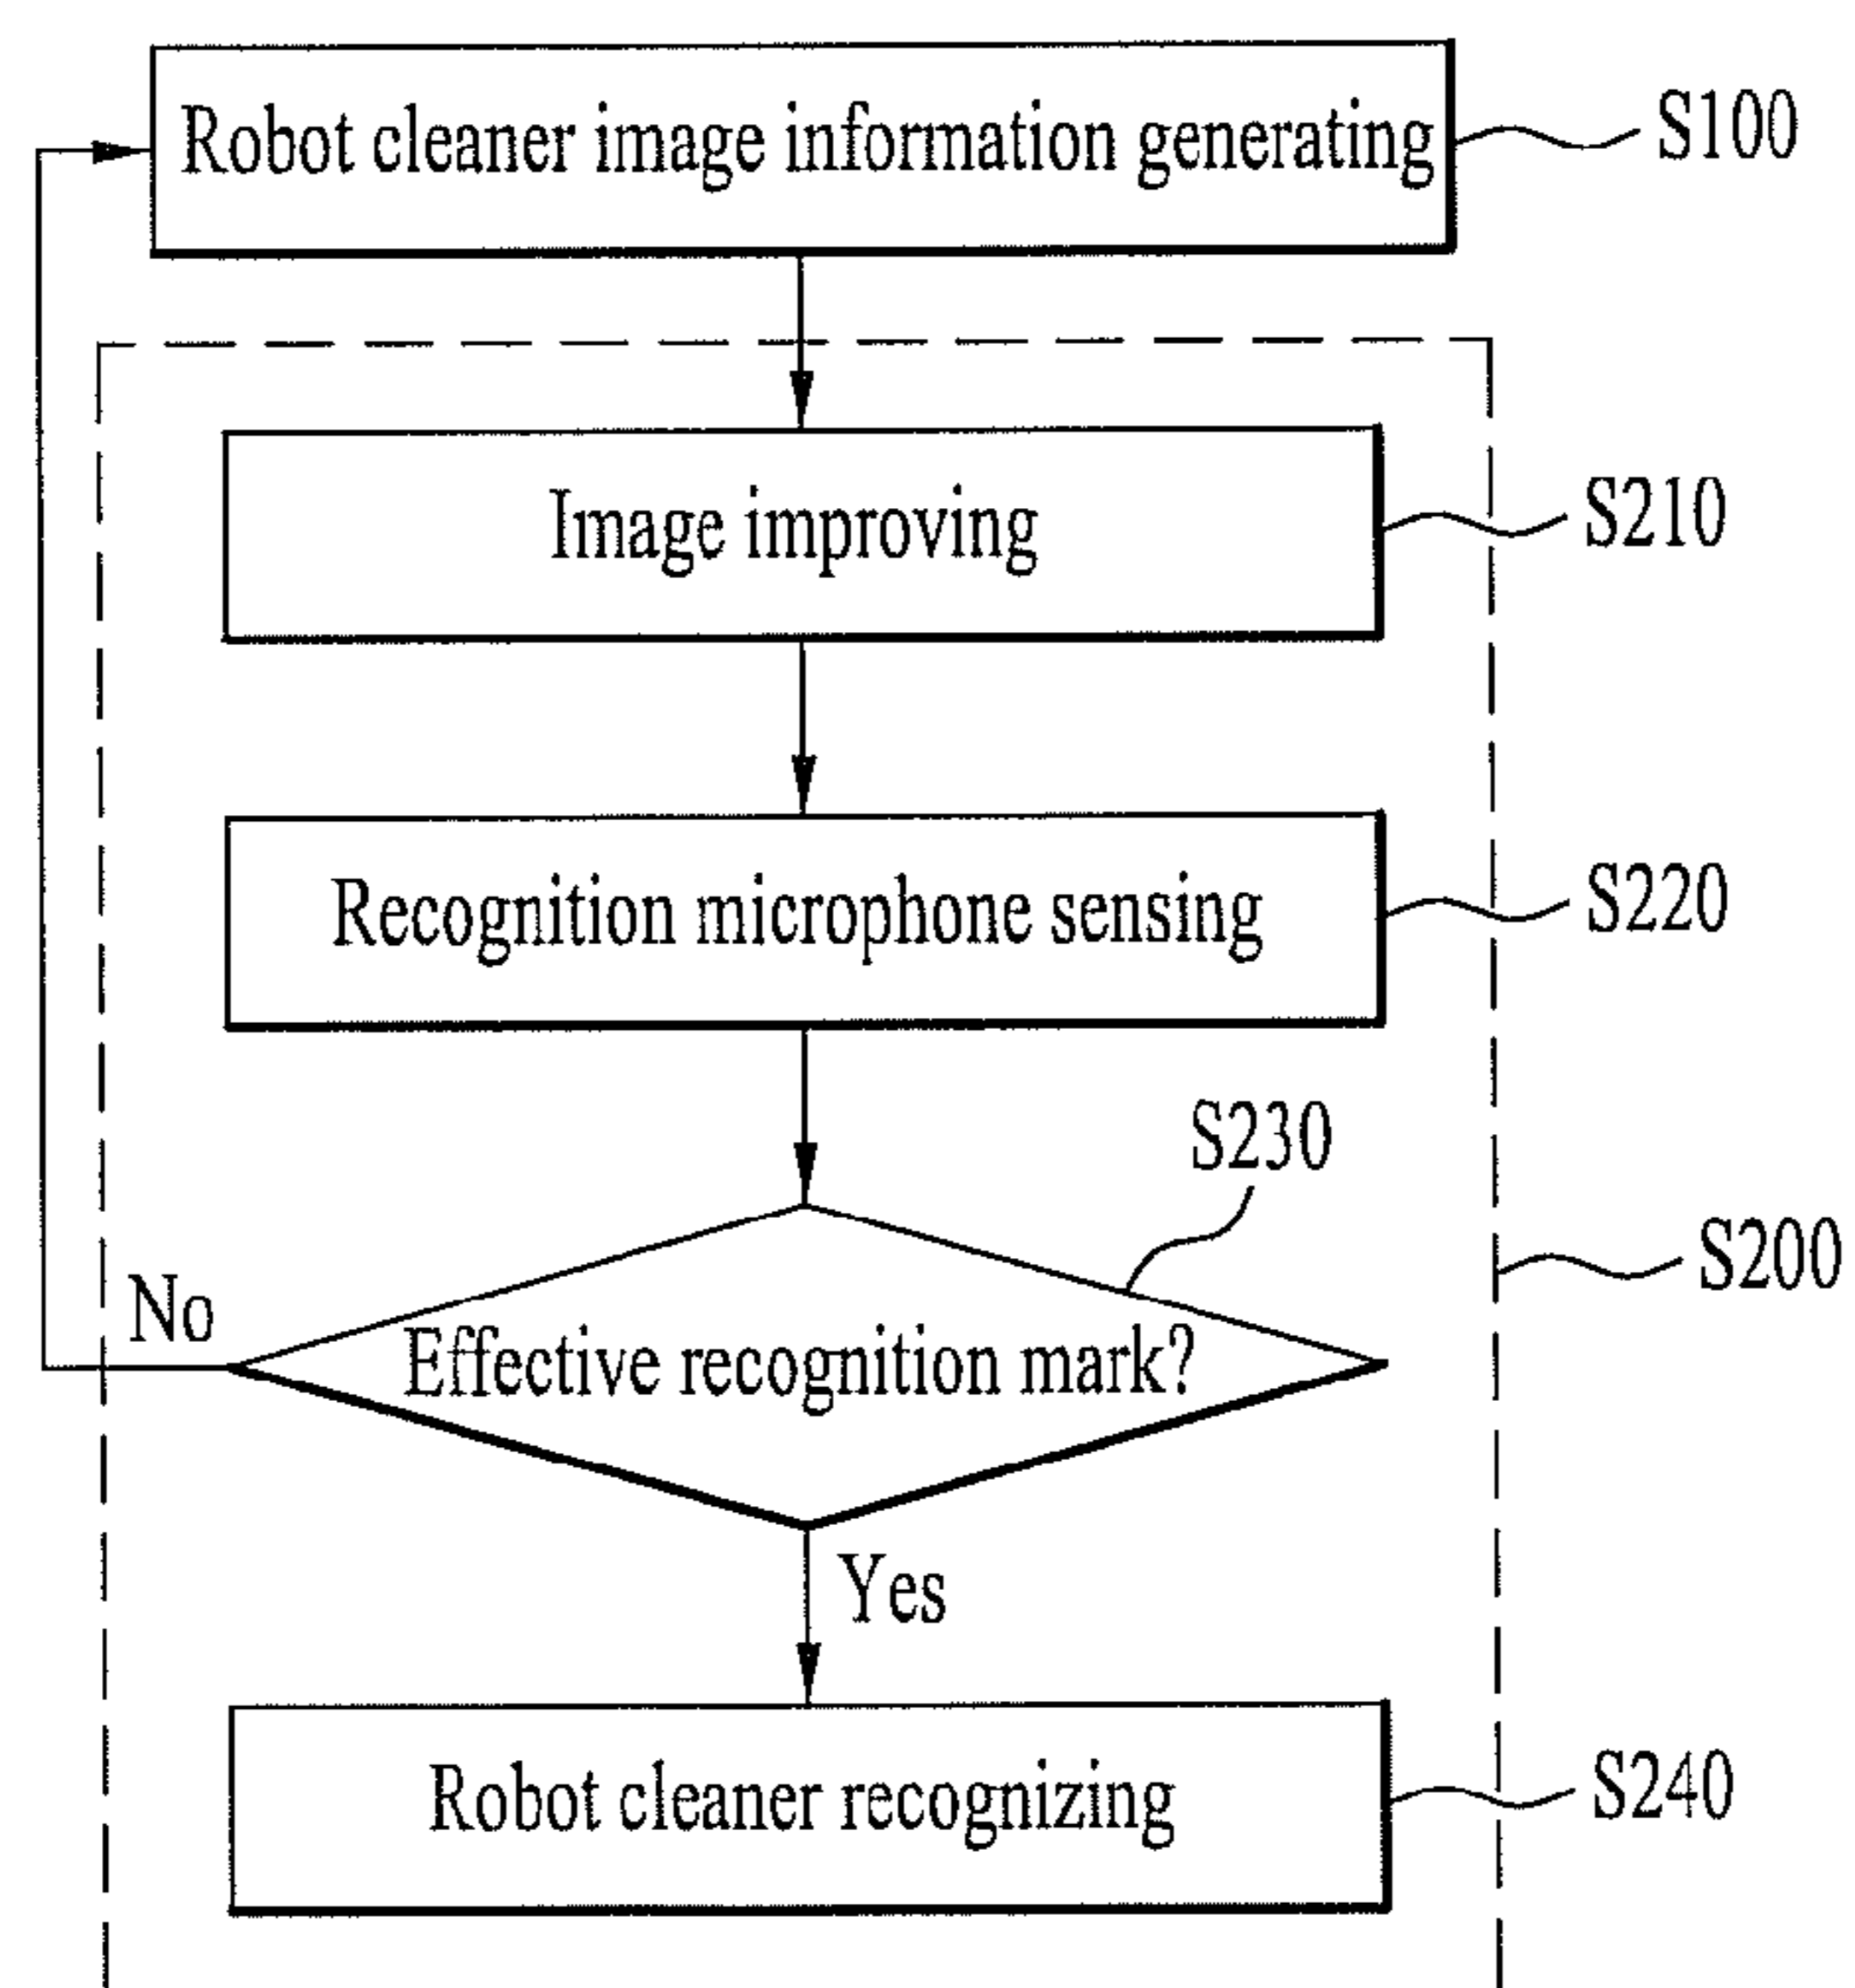 Robot cleaner image information generating
S100
Image improving
S210
Recognition microphone sensing
S220
S230
S200
No
Effective recognition mark?
Yes
Robot cleaner recognizing
S240